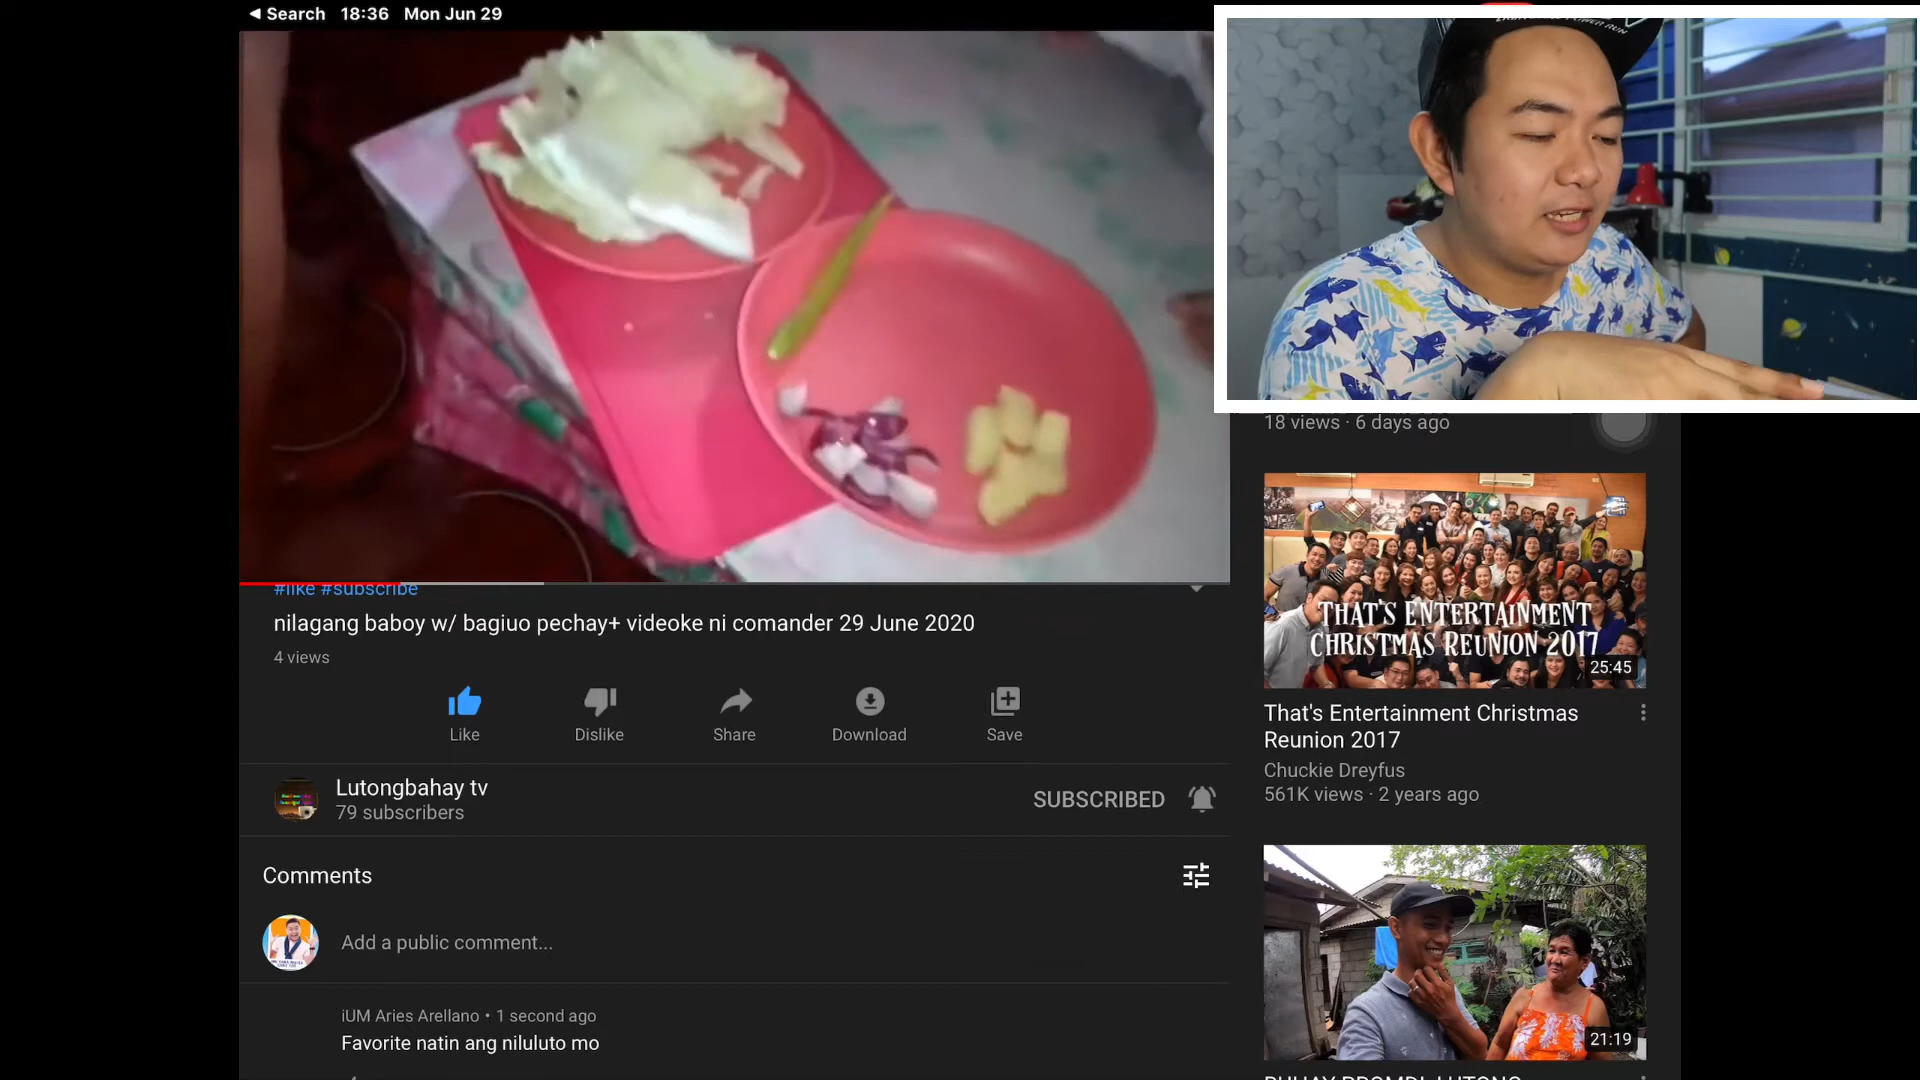 Search 18:36 Mon Jun 29
#like #subscribe
nilagang baboy w/ bagiuo pechay+ videoke ni comander 29 June 2020
4 views
Like Dislike Share Download Save
Lutongbahay tv
79 subscribers
SUBSCRIBED
Comments
Add a public comment...
iUM Aries Arellano • 1 second ago
Favorite natin ang niluluto mo
18 views · 6 days ago
THAT'S ENTERTAINMENT
CHRISTMAS REUNION 2017
25:45
That's Entertainment Christmas
Reunion 2017
Chuckie Dreyfus
561K views · 2 years ago
21:19